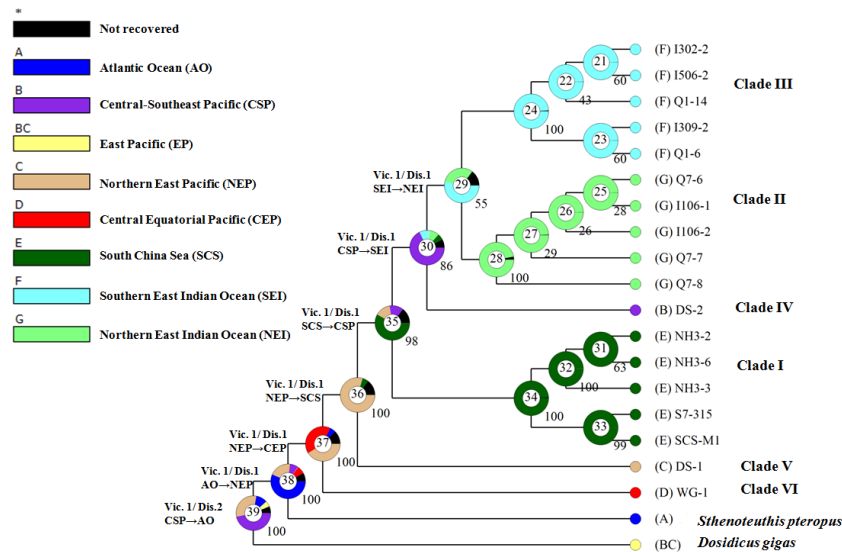 *
Not recovered
A
Atlantic Ocean (AO)
B
Central-Southeast Pacific (CSP)
BC
East Pacific (EP)
C
Northern East Pacific (NEP)
D
Central Equatorial Pacific (CEP)
E
South China Sea (SCS)
F
Southern East Indian Ocean (SEI)
G
Northern East Indian Ocean (NEI)
(F) I302-2
21
60
(F) I506-2
22
Clade III
43
(F) Q1-14
24
100
(F) I309-2
23
60
(F) Q1-6
Vic. 1/ Dis.1
SEI→NEI
29
55
(G) Q7-6
25
28
(G) I106-1
Clade II
26
26
(G) I106-2
27
29
(G) Q7-7
28
100
(G) Q7-8
Vic. 1/ Dis.1
CSP→SEI
30
86
(B) DS-2
Clade IV
Vic. 1/ Dis.1
SCS→CSP
35
98
(E) NH3-2
31
63
(E) NH3-6
Clade I
32
100
(E) NH3-3
34
100
(E) S7-315
33
99
(E) SCS-M1
Vic. 1/ Dis.1
NEP→SCS
36
100
(C) DS-1
Clade V
Vic. 1/ Dis.1
NEP→CEP
37
100
(D) WG-1
Clade VI
Vic. 1/ Dis.1
AO→NEP
38
100
(A)
Sthenoteuthis pteropus
Vic. 1/ Dis.2
CSP→AO
39
100
(BC)
Dosidicus gigas